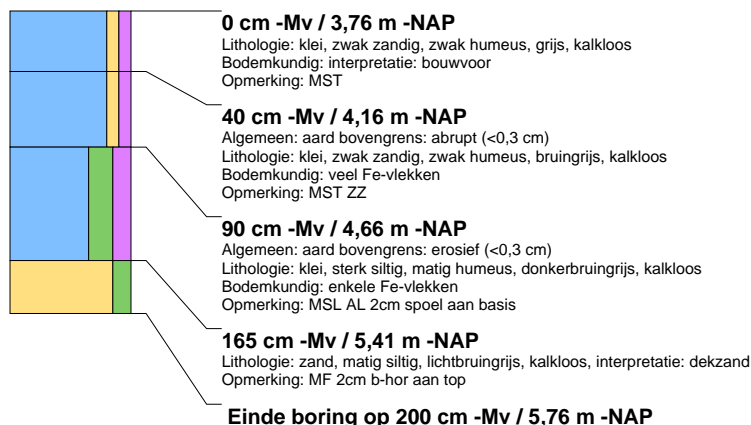 0 cm -Mv / 3,76 m -NAP
Lithologie: klei, zwak zandig, zwak humeus, grijs, kalkloos
Bodemkundig: interpretatie: bouwvoor
Opmerking: MST
40 cm -Mv / 4,16 m -NAP
Algemeen: aard bovengrens: abrupt (<0,3 cm)
Lithologie: klei, zwak zandig, zwak humeus, bruingrijs, kalkloos
Bodemkundig: veel Fe-vlekken
Opmerking: MST ZZ
90 cm -Mv / 4,66 m -NAP
Algemeen: aard bovengrens: erosief (<0,3 cm)
Lithologie: klei, sterk siltig, matig humeus, donkerbruingrijs, kalkloos
Bodemkundig: enkele Fe-vlekken
Opmerking: MSL AL 2cm spoel aan basis
165 cm -Mv / 5,41 m -NAP
Lithologie: zand, matig siltig, lichtbruingrijs, kalkloos, interpretatie: dekzand
Opmerking: MF 2cm b-hor aan top
Einde boring op 200 cm -Mv / 5,76 m -NAP